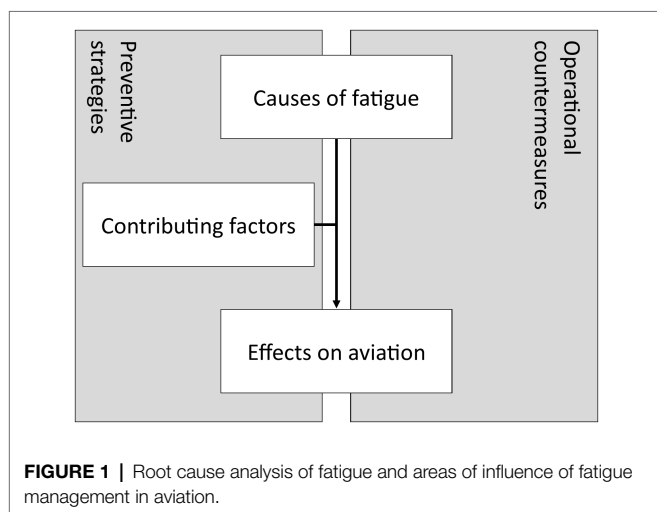 Preventive
strategies
Operational
countermeasures
Causes of fatigue
Contributing factors
Effects on aviation
FIGURE 1 | Root cause analysis of fatigue and areas of influence of fatigue
management in aviation.